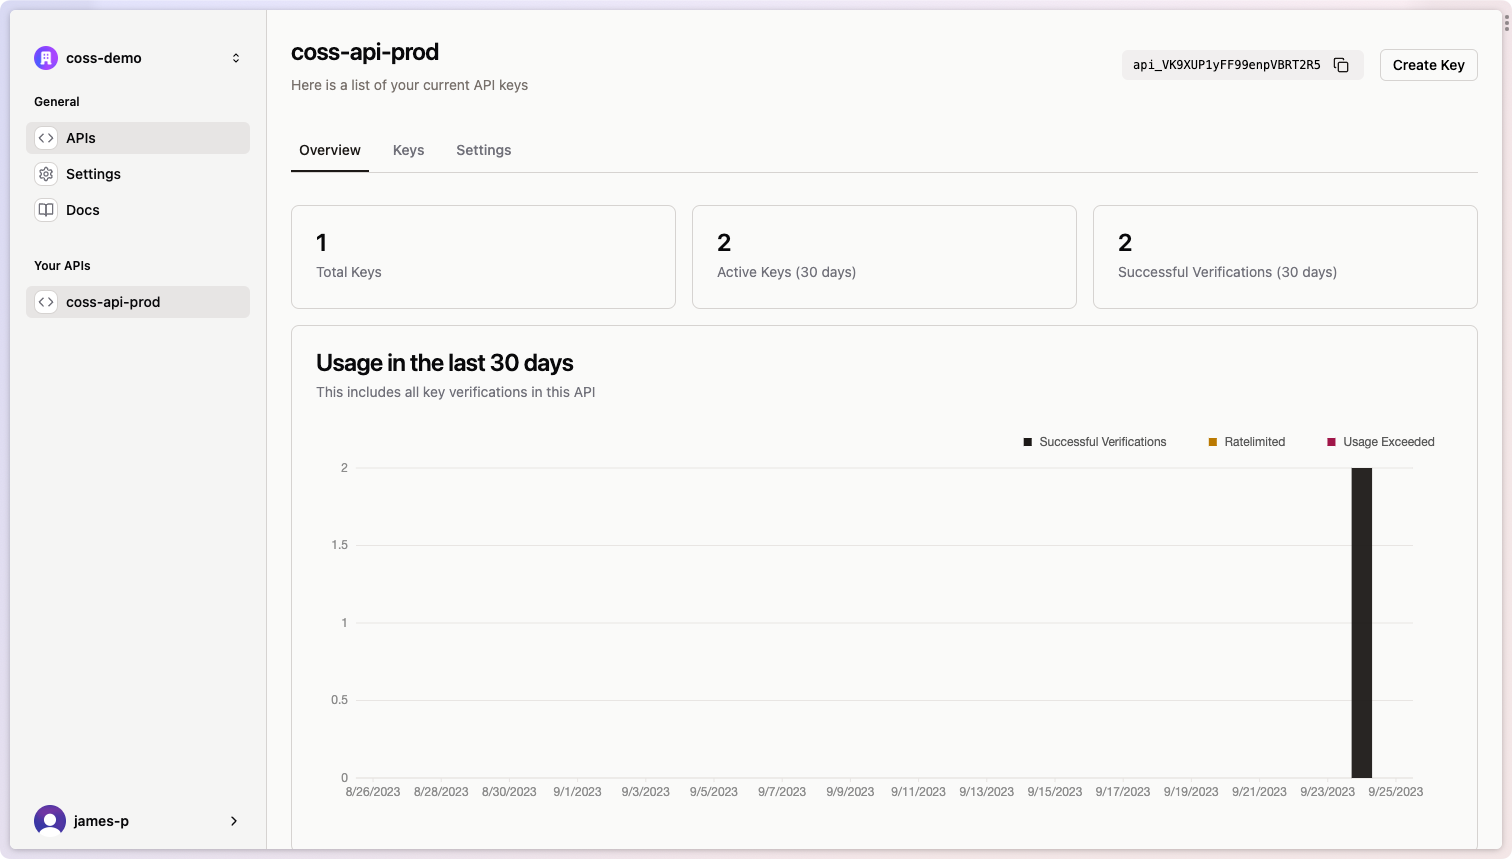 coss-demo
General
APIs
Settings
Docs
Your APIs
coss-api-prod
james-p
coss-api-prod
Here is a list of your current API keys
api_VK9XUP1yFF99enpVBRT2R5
Create Key
Overview Keys Settings
1
Total Keys
2
Active Keys (30 days)
2
Successful Verifications (30 days)
Usage in the last 30 days
This includes all key verifications in this API
Successful Verifications Ratelimited Usage Exceeded
2
1.5
1
0.5
0
8/26/2023 8/28/2023 8/30/2023 9/1/2023 9/3/2023 9/5/2023 9/7/2023 9/9/2023 9/11/2023 9/13/2023 9/15/2023 9/17/2023 9/19/2023 9/21/2023 9/23/2023 9/25/2023